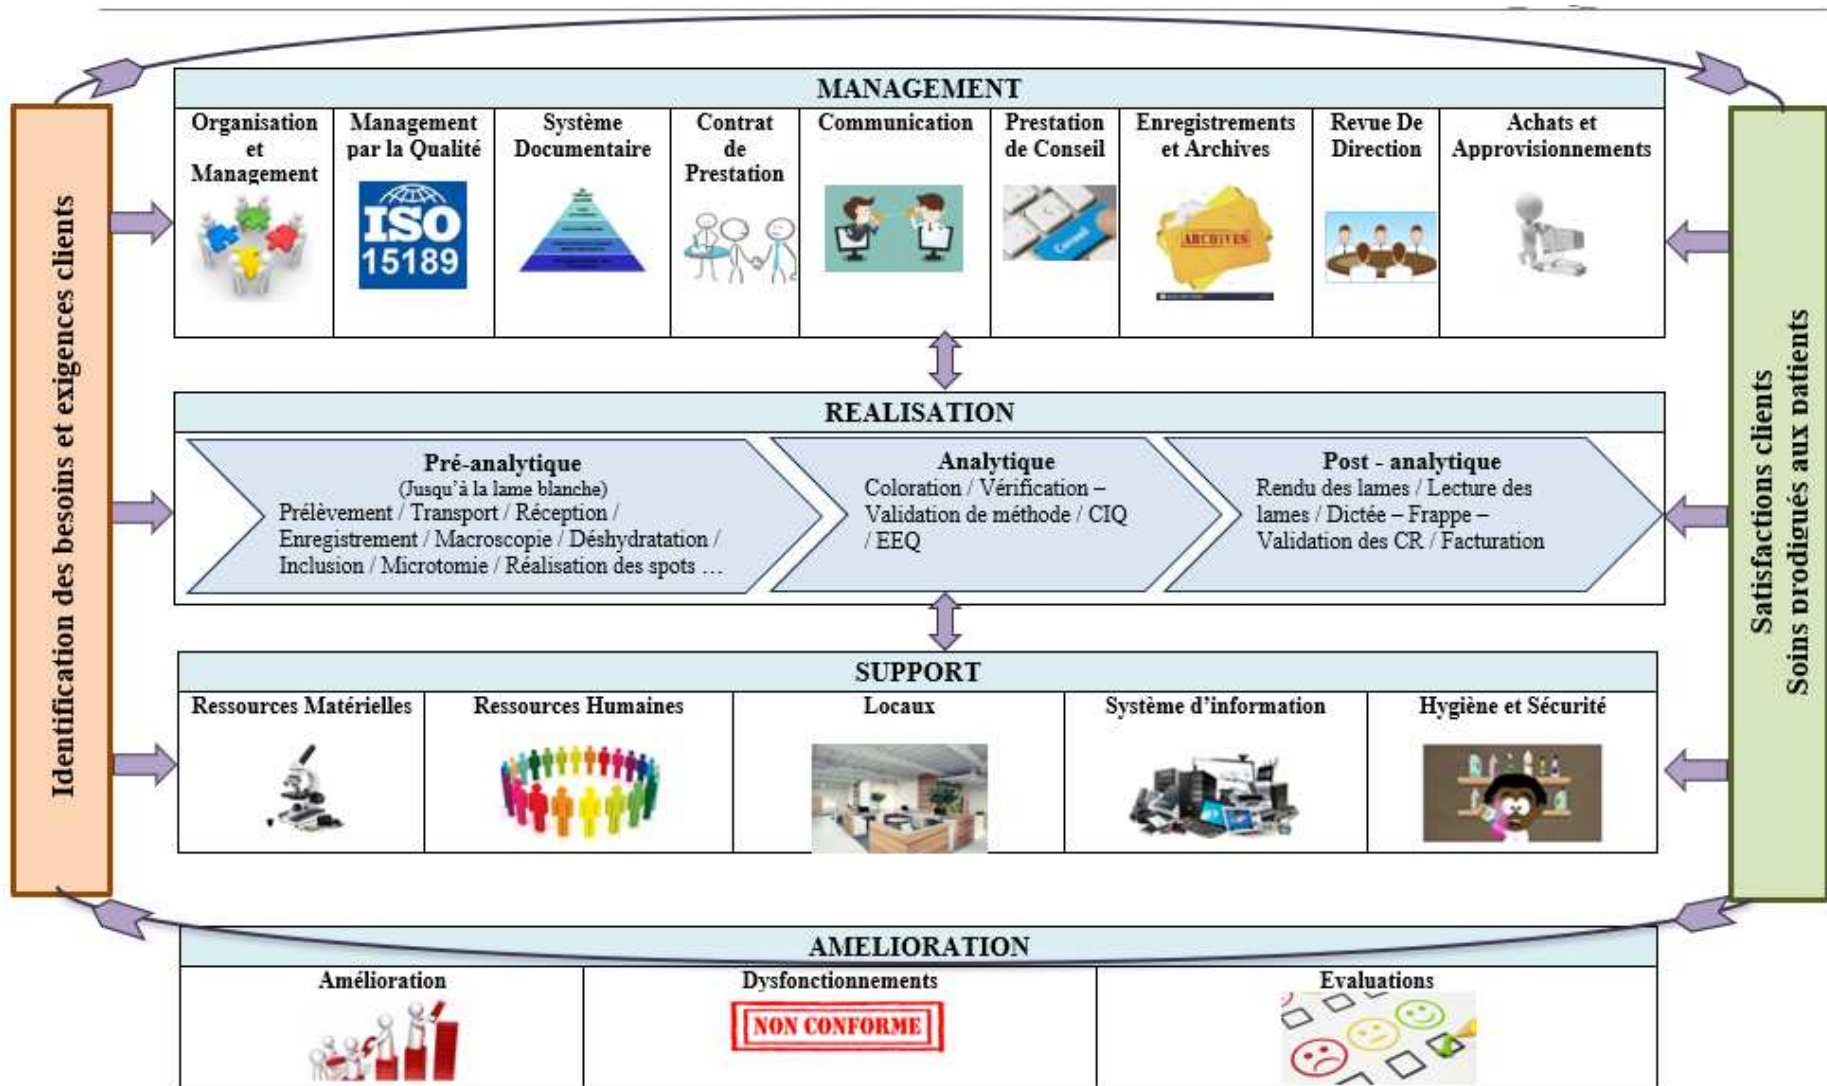 MANAGEMENT
Organisation
et
Management
Management
par la Qualité
ISO
15189
Système
Documentaire
Contrat
de
Prestation
Communication
Prestation
de Conseil
Conseil
Enregistrements
et Archives
ARCHIVES
Revue De
Direction
Achats et
Approvisionnements
Identification des besoins et exigences clients
REALISATION
Pré-analytique
(Jusqu’à la lame blanche)
Prélèvement / Transport / Réception /
Enregistrement / Macroscopie / Déshydratation /
Inclusion / Microtomie / Réalisation des spots …
Analytique
Coloration / Vérification –
Validation de méthode / CIQ
/ EEQ
Post - analytique
Rendu des lames / Lecture des
lames / Dictée – Frappe –
Validation des CR / Facturation
Satisfactions clients
Soins prodigués aux patients
SUPPORT
Ressources Matérielles
Ressources Humaines
Locaux
Système d’information
Hygiène et Sécurité
AMELIORATION
Amélioration
Dysfonctionnements
NON CONFORME
Evaluations